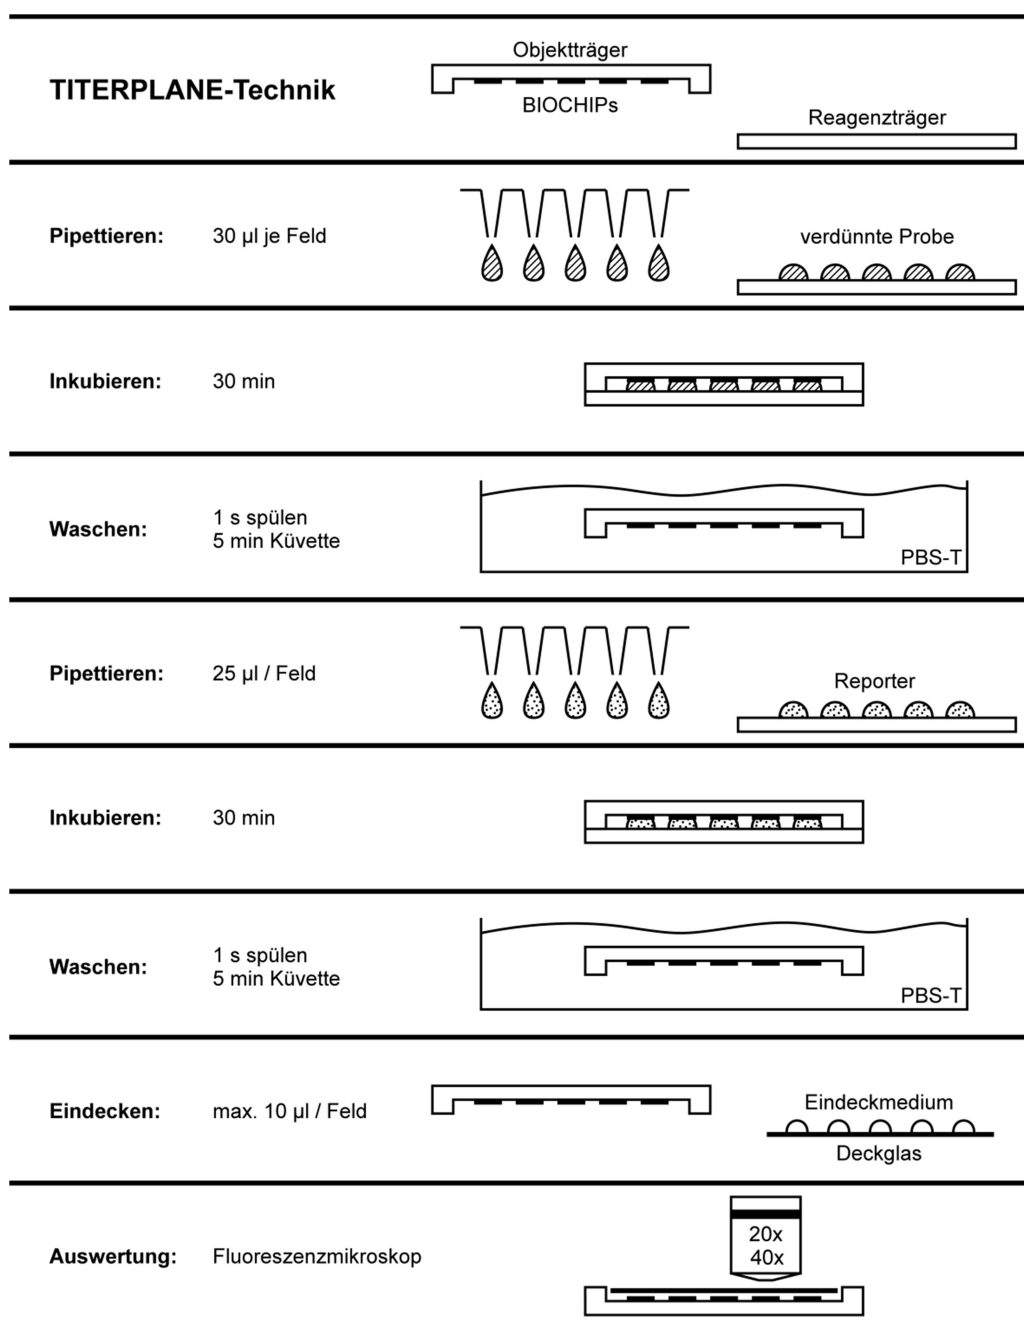 Objektträger
TITERPLANE-Technik
BIOCHIPs
Reagenzträger
Pipettieren: 30 µl je Feld
verdünnte Probe
Inkubieren: 30 min
Waschen: 1 s spülen
5 min Küvette
PBS-T
Pipettieren: 25 µl / Feld
Reporter
Inkubieren: 30 min
Waschen: 1 s spülen
5 min Küvette
PBS-T
Eindecken: max. 10 µl / Feld
Eindeckmedium
Deckglas
20x
40x
Auswertung: Fluoreszenzmikroskop